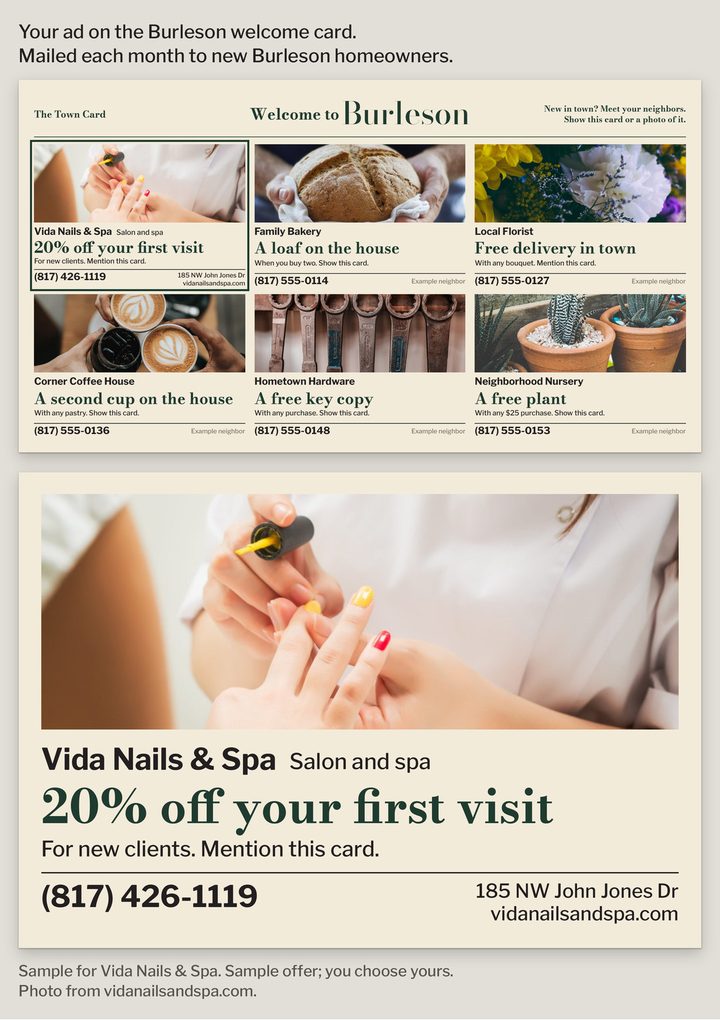 Your ad on the Burleson welcome card.
Mailed each month to new Burleson homeowners.
The Town Card
Welcome to Burleson
New in town? Meet your neighbors.
Show this card or a photo of it.
Vida Nails & Spa Salon and spa
20% off your first visit
For new clients. Mention this card.
(817) 426-1119
185 NW John Jones Dr
vidanailsandspa.com
Family Bakery
A loaf on the house
When you buy two. Show this card.
(817) 555-0114
Example neighbor
Local Florist
Free delivery in town
With any bouquet. Mention this card.
(817) 555-0127
Example neighbor
Corner Coffee House
A second cup on the house
With any pastry. Show this card.
(817) 555-0136
Example neighbor
Hometown Hardware
A free key copy
With any purchase. Show this card.
(817) 555-0148
Example neighbor
Neighborhood Nursery
A free plant
With any $25 purchase. Show this card.
(817) 555-0153
Example neighbor
Vida Nails & Spa Salon and spa
20% off your first visit
For new clients. Mention this card.
(817) 426-1119
185 NW John Jones Dr
vidanailsandspa.com
Sample for Vida Nails & Spa. Sample offer; you choose yours.
Photo from vidanailsandspa.com.